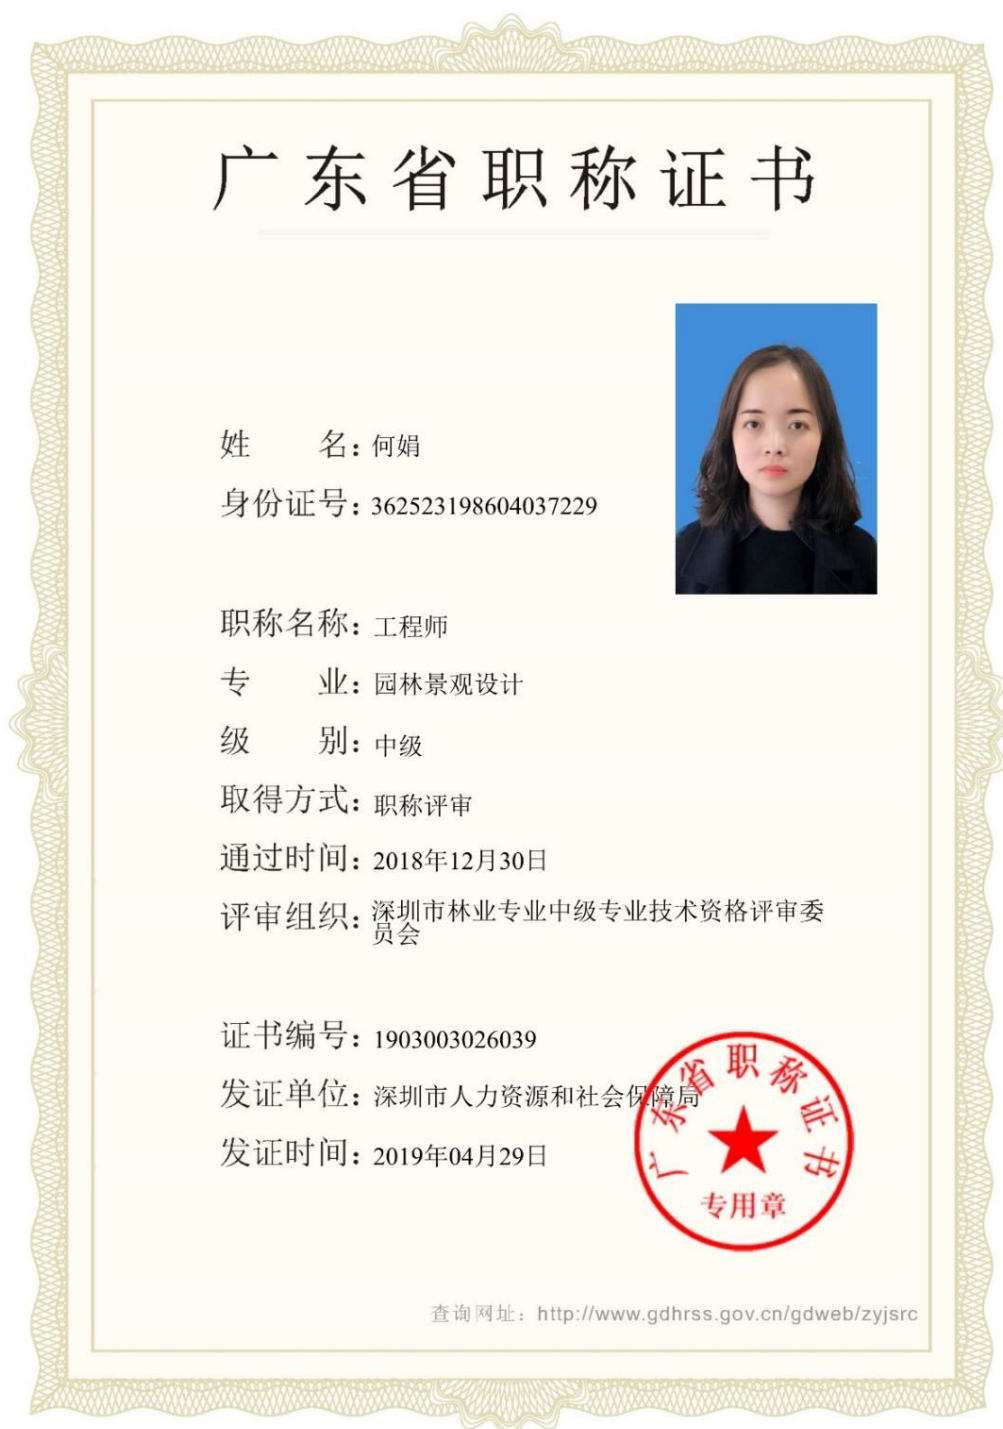 广东省职称证书
姓 名：何娟
身份证号：362523198604037229
职称名称：工程师
专 业：园林景观设计
级 别：中级
取得方式：职称评审
通过时间：2018年12月30日
评审组织：深圳市林业专业中级专业技术资格评审委
员会
证书编号：1903003026039
发证单位：深圳市人力资源和社会保障局
发证时间：2019年04月29日
广东省职称证书
专用章
查询网址：http://www.gdhrss.gov.cn/gdweb/zyjsrc